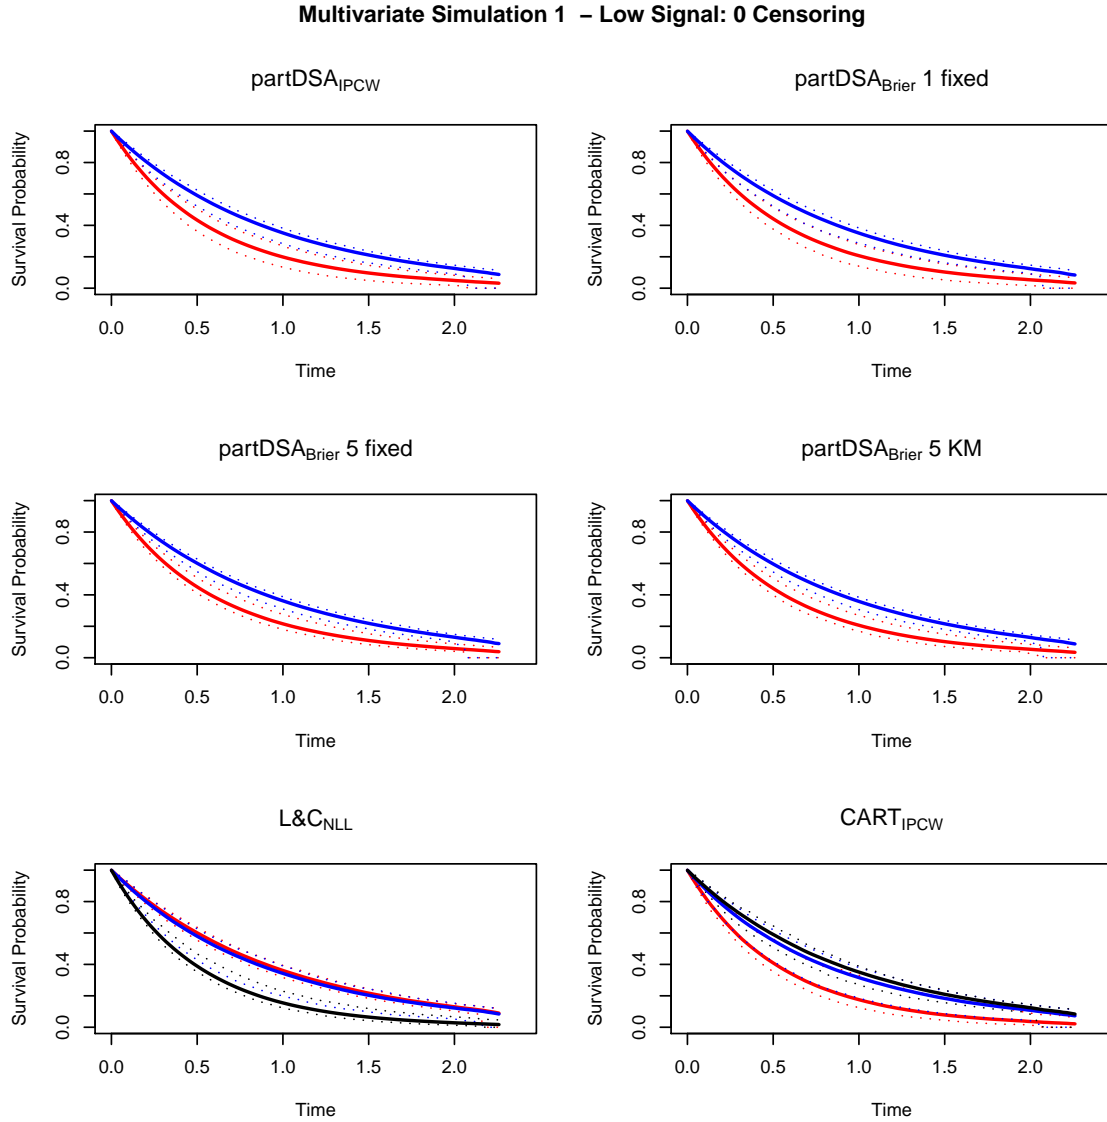 Multivariate Simulation 1 – Low Signal: 0 Censoring
partDSAIPCW
partDSABrier 1 fixed
Survival Probability
0.0 0.4 0.8
0.0 0.5 1.0 1.5 2.0
Time
Survival Probability
0.0 0.4 0.8
0.0 0.5 1.0 1.5 2.0
Time
partDSABrier 5 fixed
partDSABrier 5 KM
Survival Probability
0.0 0.4 0.8
0.0 0.5 1.0 1.5 2.0
Time
Survival Probability
0.0 0.4 0.8
0.0 0.5 1.0 1.5 2.0
Time
L&CNLL
CARTIPCW
Survival Probability
0.0 0.4 0.8
0.0 0.5 1.0 1.5 2.0
Time
Survival Probability
0.0 0.4 0.8
0.0 0.5 1.0 1.5 2.0
Time